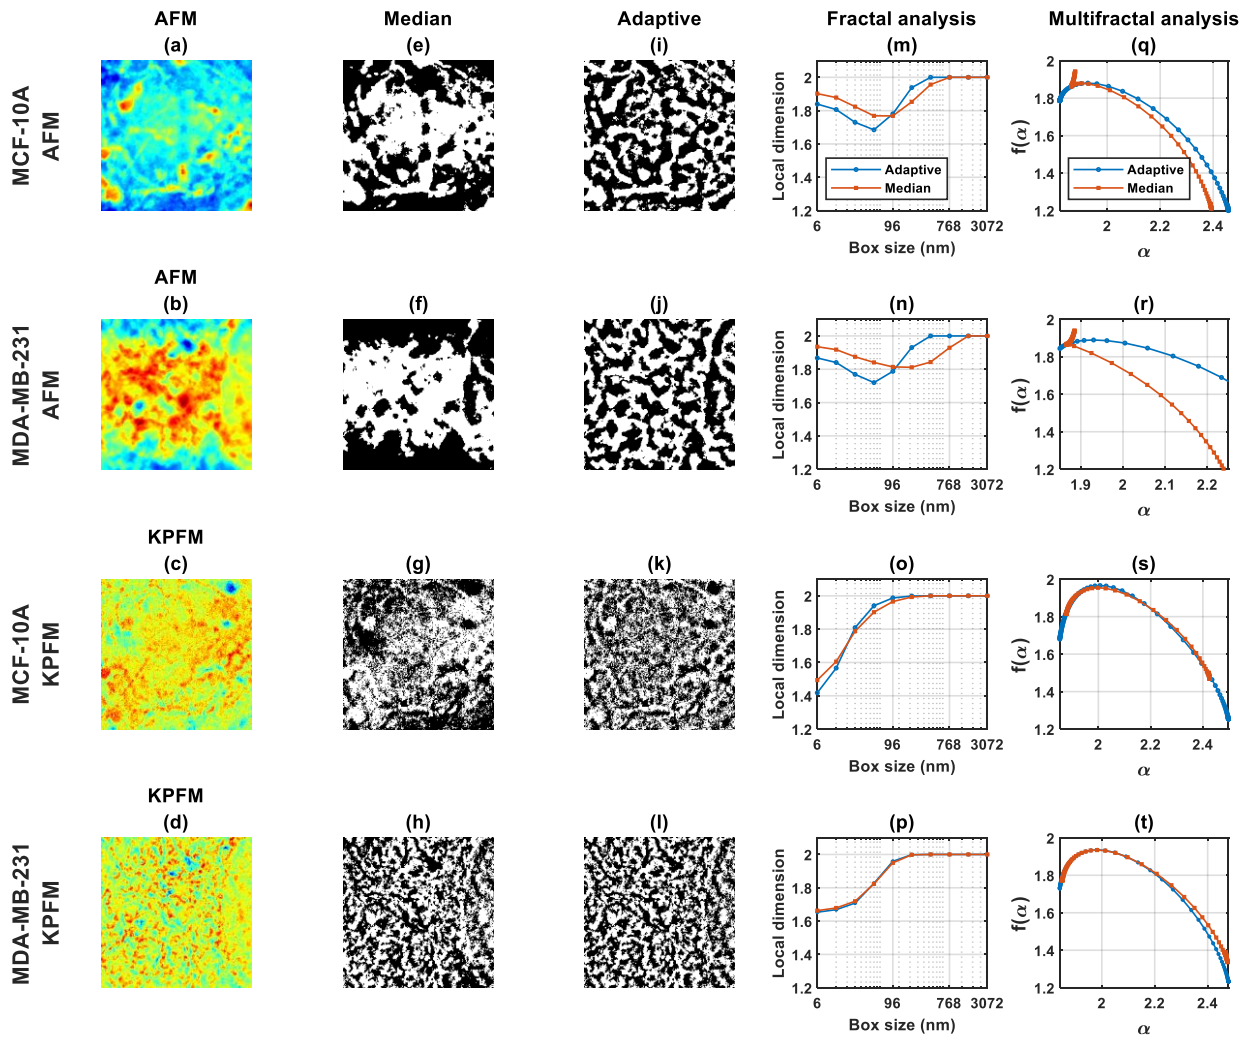 AFM Median Adaptive Fractal analysis Multifractal analysis
(a) (e) (i) (m) (q)
MCF-10A
AFM
Local dimension
2
1.8
1.6
1.4
1.2
Adaptive
Median
6 96 768 3072
Box size (nm)
f(α)
2
1.8
1.6
1.4
1.2
Adaptive
Median
2 2.2 2.4
α
AFM
(b) (f) (j) (n) (r)
MDA-MB-231
AFM
Local dimension
2
1.8
1.6
1.4
1.2
6 96 768 3072
Box size (nm)
f(α)
2
1.8
1.6
1.4
1.2
1.9 2 2.1 2.2
α
KPFM
(c) (g) (k) (o) (s)
MCF-10A
KPFM
Local dimension
2
1.8
1.6
1.4
1.2
6 96 768 3072
Box size (nm)
f(α)
2
1.8
1.6
1.4
1.2
2 2.2 2.4
α
KPFM
(d) (h) (l) (p) (t)
MDA-MB-231
KPFM
Local dimension
2
1.8
1.6
1.4
1.2
6 96 768 3072
Box size (nm)
f(α)
2
1.8
1.6
1.4
1.2
2 2.2 2.4
α